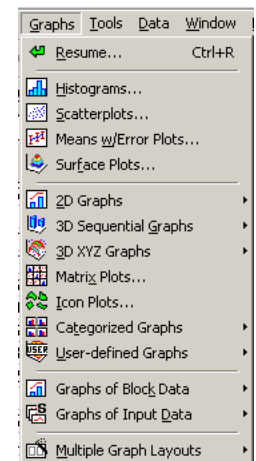 Graphs Tools Data Window
Resume... Ctrl+R
Histograms...
Scatterplots...
Means w/Error Plots...
Surface Plots...
2D Graphs
3D Sequential Graphs
3D XYZ Graphs
Matrix Plots...
Icon Plots...
Categorized Graphs
USER User-defined Graphs
Graphs of Block Data
Graphs of Input Data
Multiple Graph Layouts